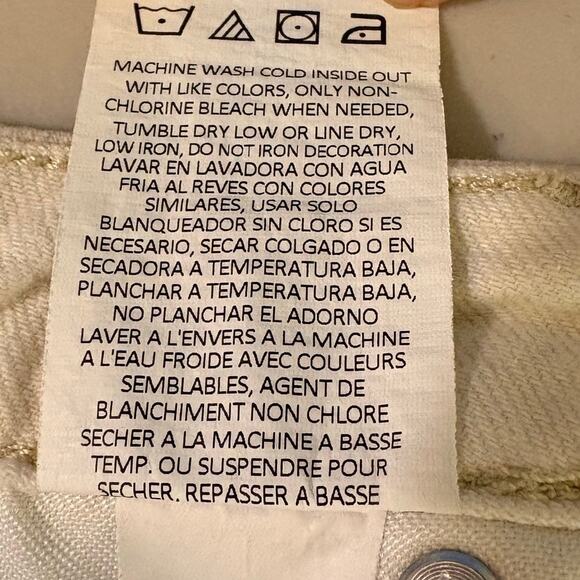 MACHINE WASH COLD INSIDE OUT
WITH LIKE COLORS, ONLY NON-
CHLORINE BLEACH WHEN NEEDED,
TUMBLE DRY LOW OR LINE DRY,
LOW IRON, DO NOT IRON DECORATION
LAVAR EN LAVADORA CON AGUA
FRIA AL REVES CON COLORES
SIMILARES, USAR SOLO
BLANQUEADOR SIN CLORO SI ES
NECESARIO, SECAR COLGADO O EN
SECADORA A TEMPERATURA BAJA,
PLANCHAR A TEMPERATURA BAJA,
NO PLANCHAR EL ADORNO
LAVER A L'ENVERS A LA MACHINE
A L'EAU FROIDE AVEC COULEURS
SEMBLABLES, AGENT DE
BLANCHIMENT NON CHLORE
SECHER A LA MACHINE A BASSE
TEMP. OU SUSPENDRE POUR
SECHER. REPASSER A BASSE